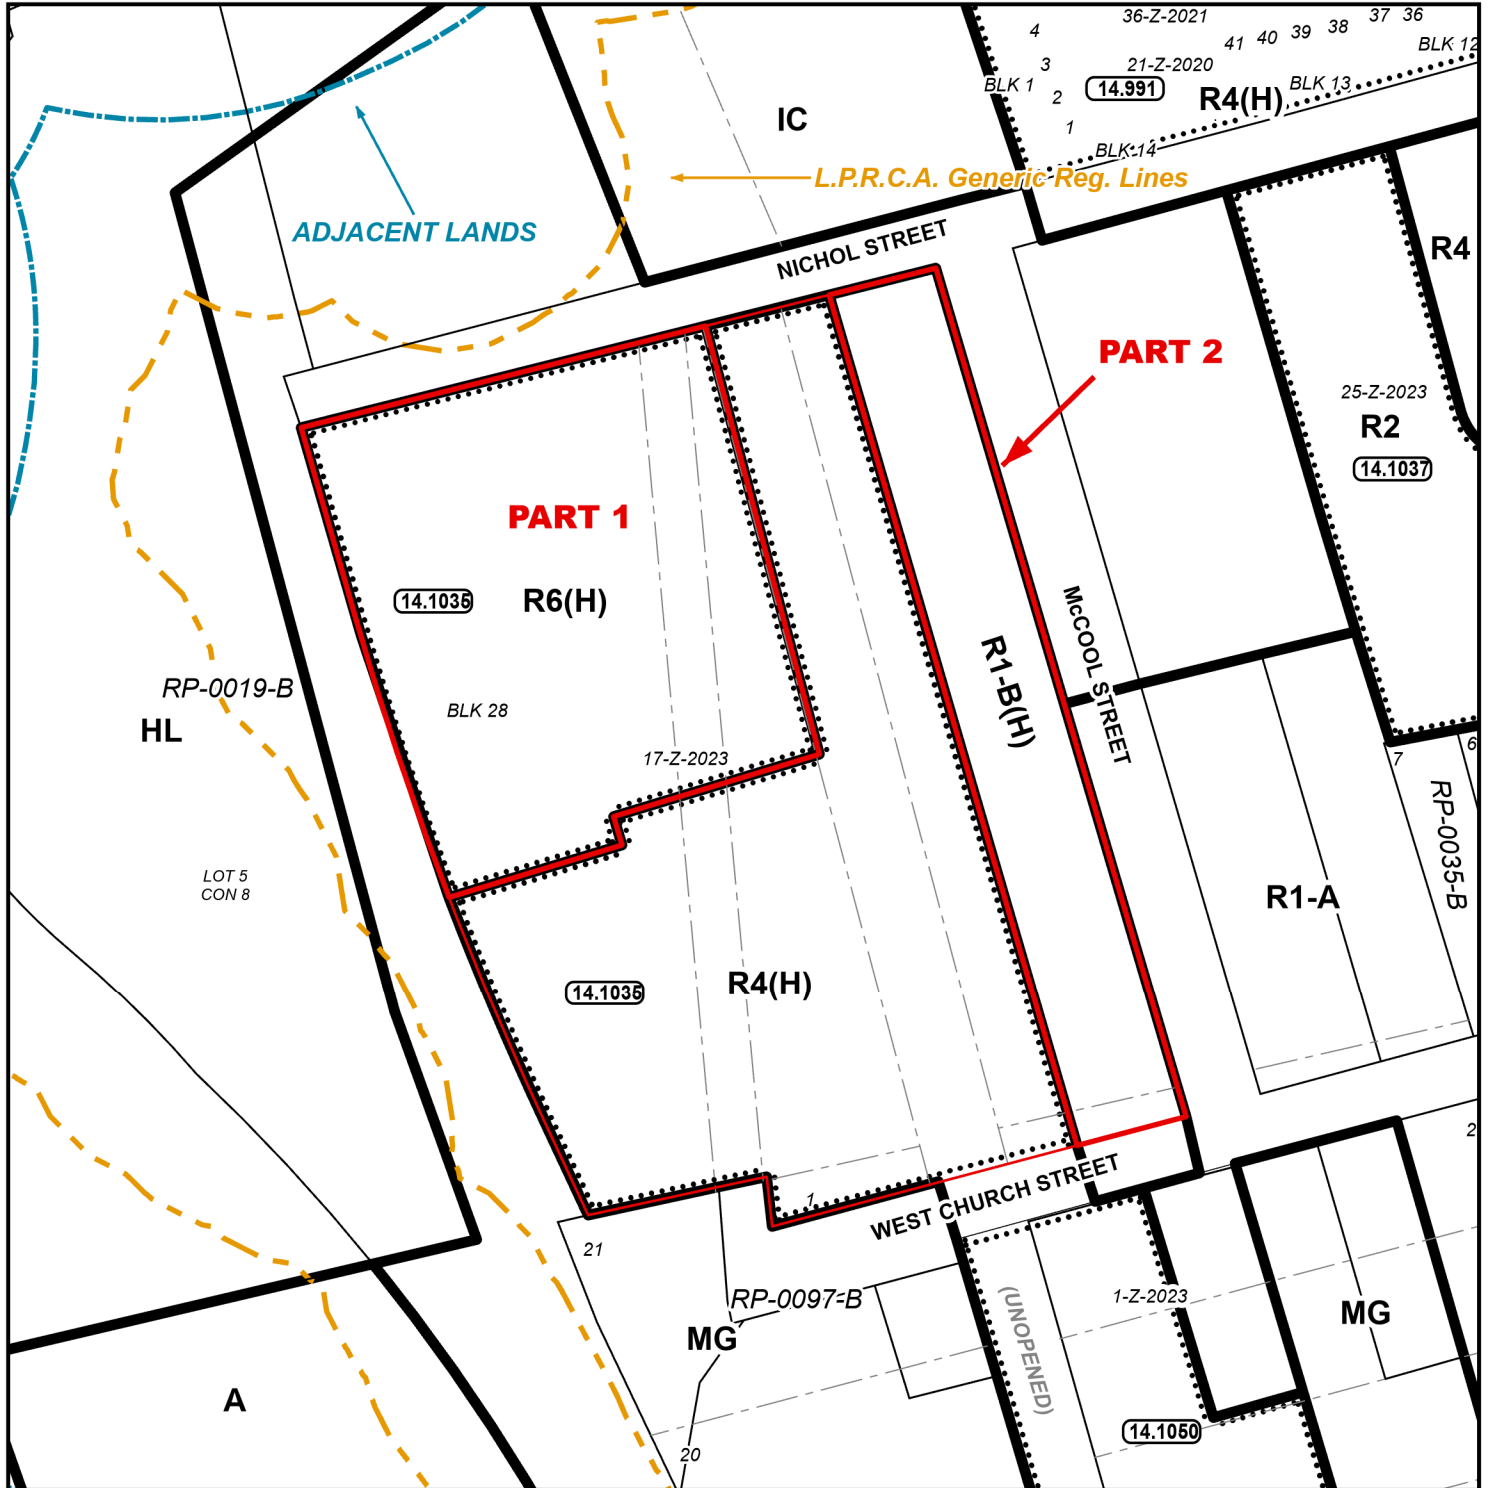 36-Z-2021
37
36
4
41
40
39
38
BLK 12
3
21-Z-2020
BLK 1
2
14.991
R4(H)
BLK 13
1
BLK 14
IC
L.P.R.C.A. Generic Reg. Lines
ADJACENT LANDS
NICHOL STREET
R4
PART 2
25-Z-2023
R2
14.1037
PART 1
14.1035
R6(H)
R1-B(H)
McCOOL STREET
RP-0019-B
HL
BLK 28
17-Z-2023
6
7
RP-0035-B
LOT 5
CON 8
R1-A
14.1035
R4(H)
2
1
WEST CHURCH STREET
21
RP-0097-B
MG
(UNOPENED)
1-Z-2023
MG
A
14.1050
20